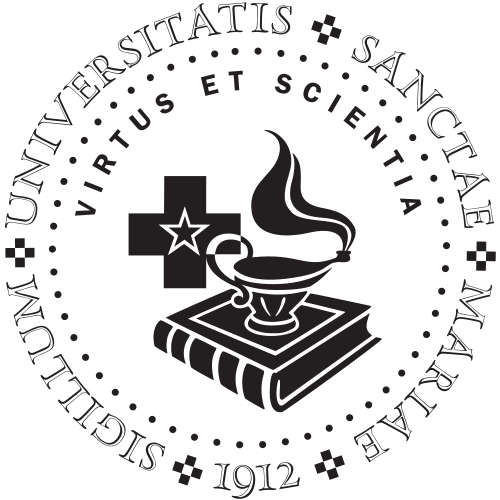 SIGILLUM UNIVERSITATIS SANCTAE MARIAE
VIRTUS ET SCIENTIA
1912